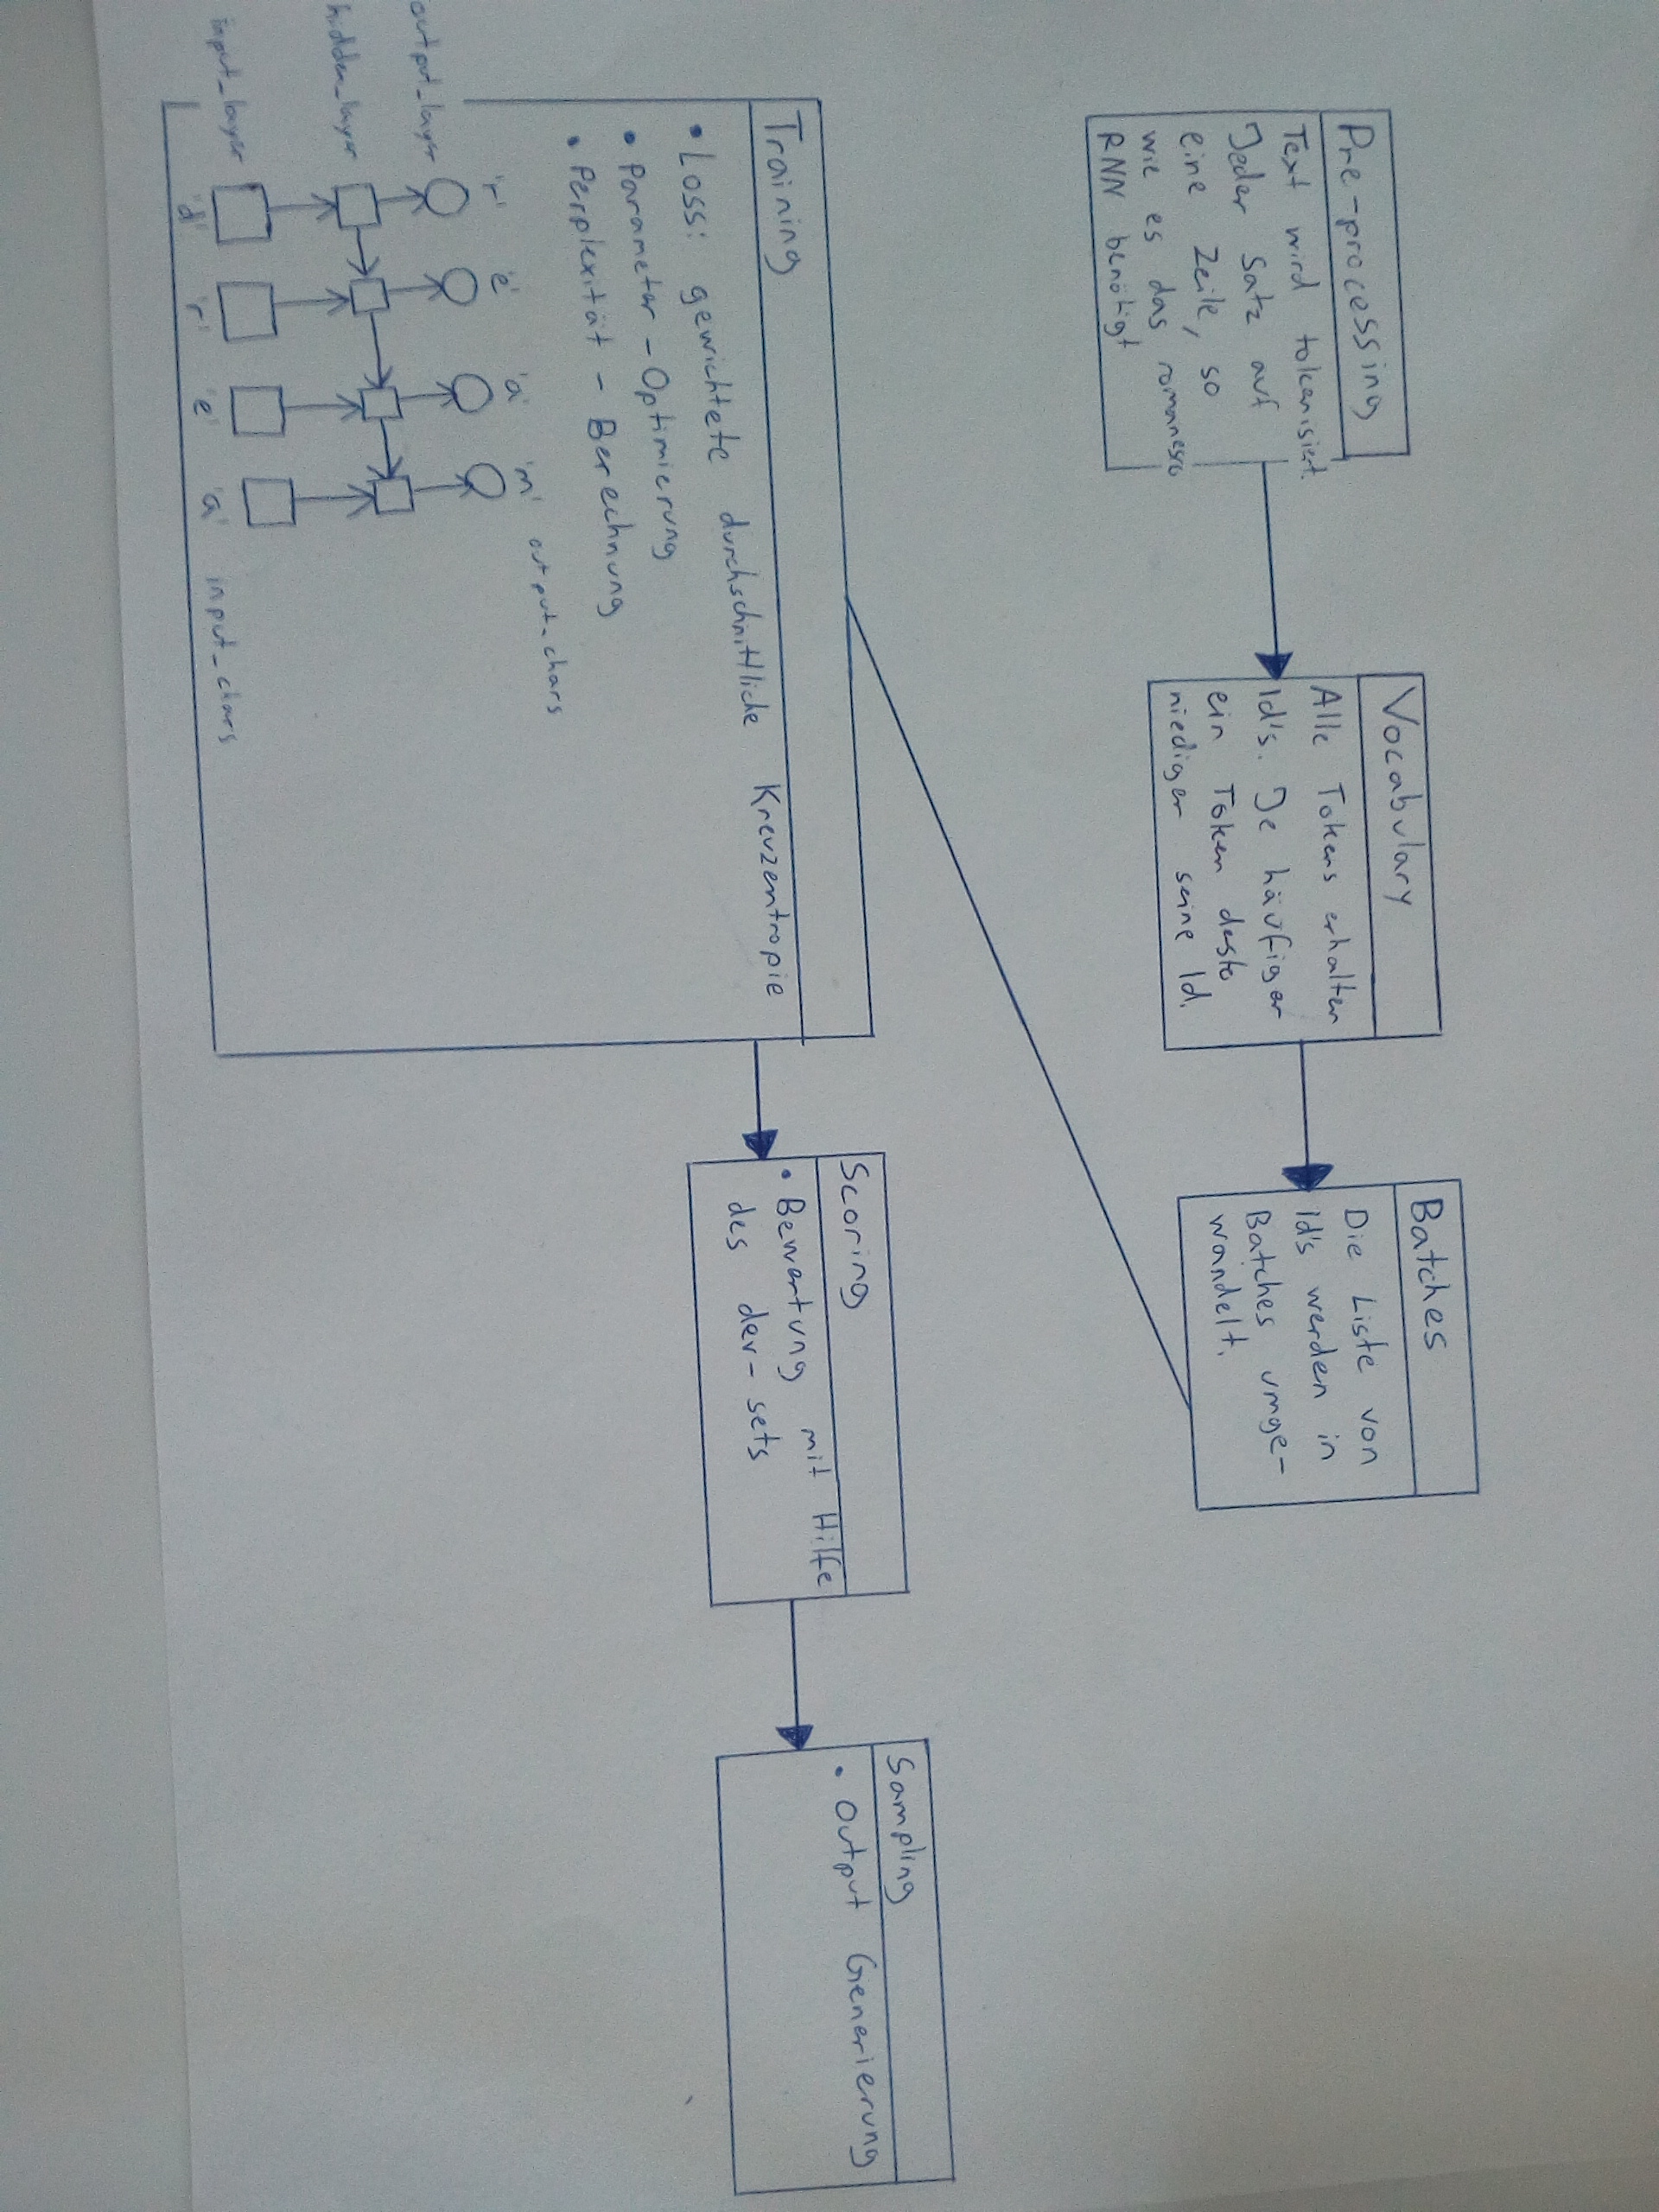 Pre-processing
Text wird tokenisiert.
Jeder Satz auf
eine Zeile, so
wie es das romanesco
RNN benötigt
Vocabulary
Alle Tokens erhalten
Id's. Je häufiger
ein Token desto
niediger seine Id.
Batches
Die Liste von
Id's werden in
Batches umge-
wandelt.
Training
• Loss: gewichtete durchschnittliche Kreuzentropie
• Parameter - Optimierung
• Perplexität - Berechnung
'r' 'e' 'a' 'm' output_chars
output_layer
hidden_layer
input_layer
'd' 'r' 'e' 'a' input_chars
Scoring
• Bewertung mit Hilfe
des dev-sets
Sampling
• Output Generierung